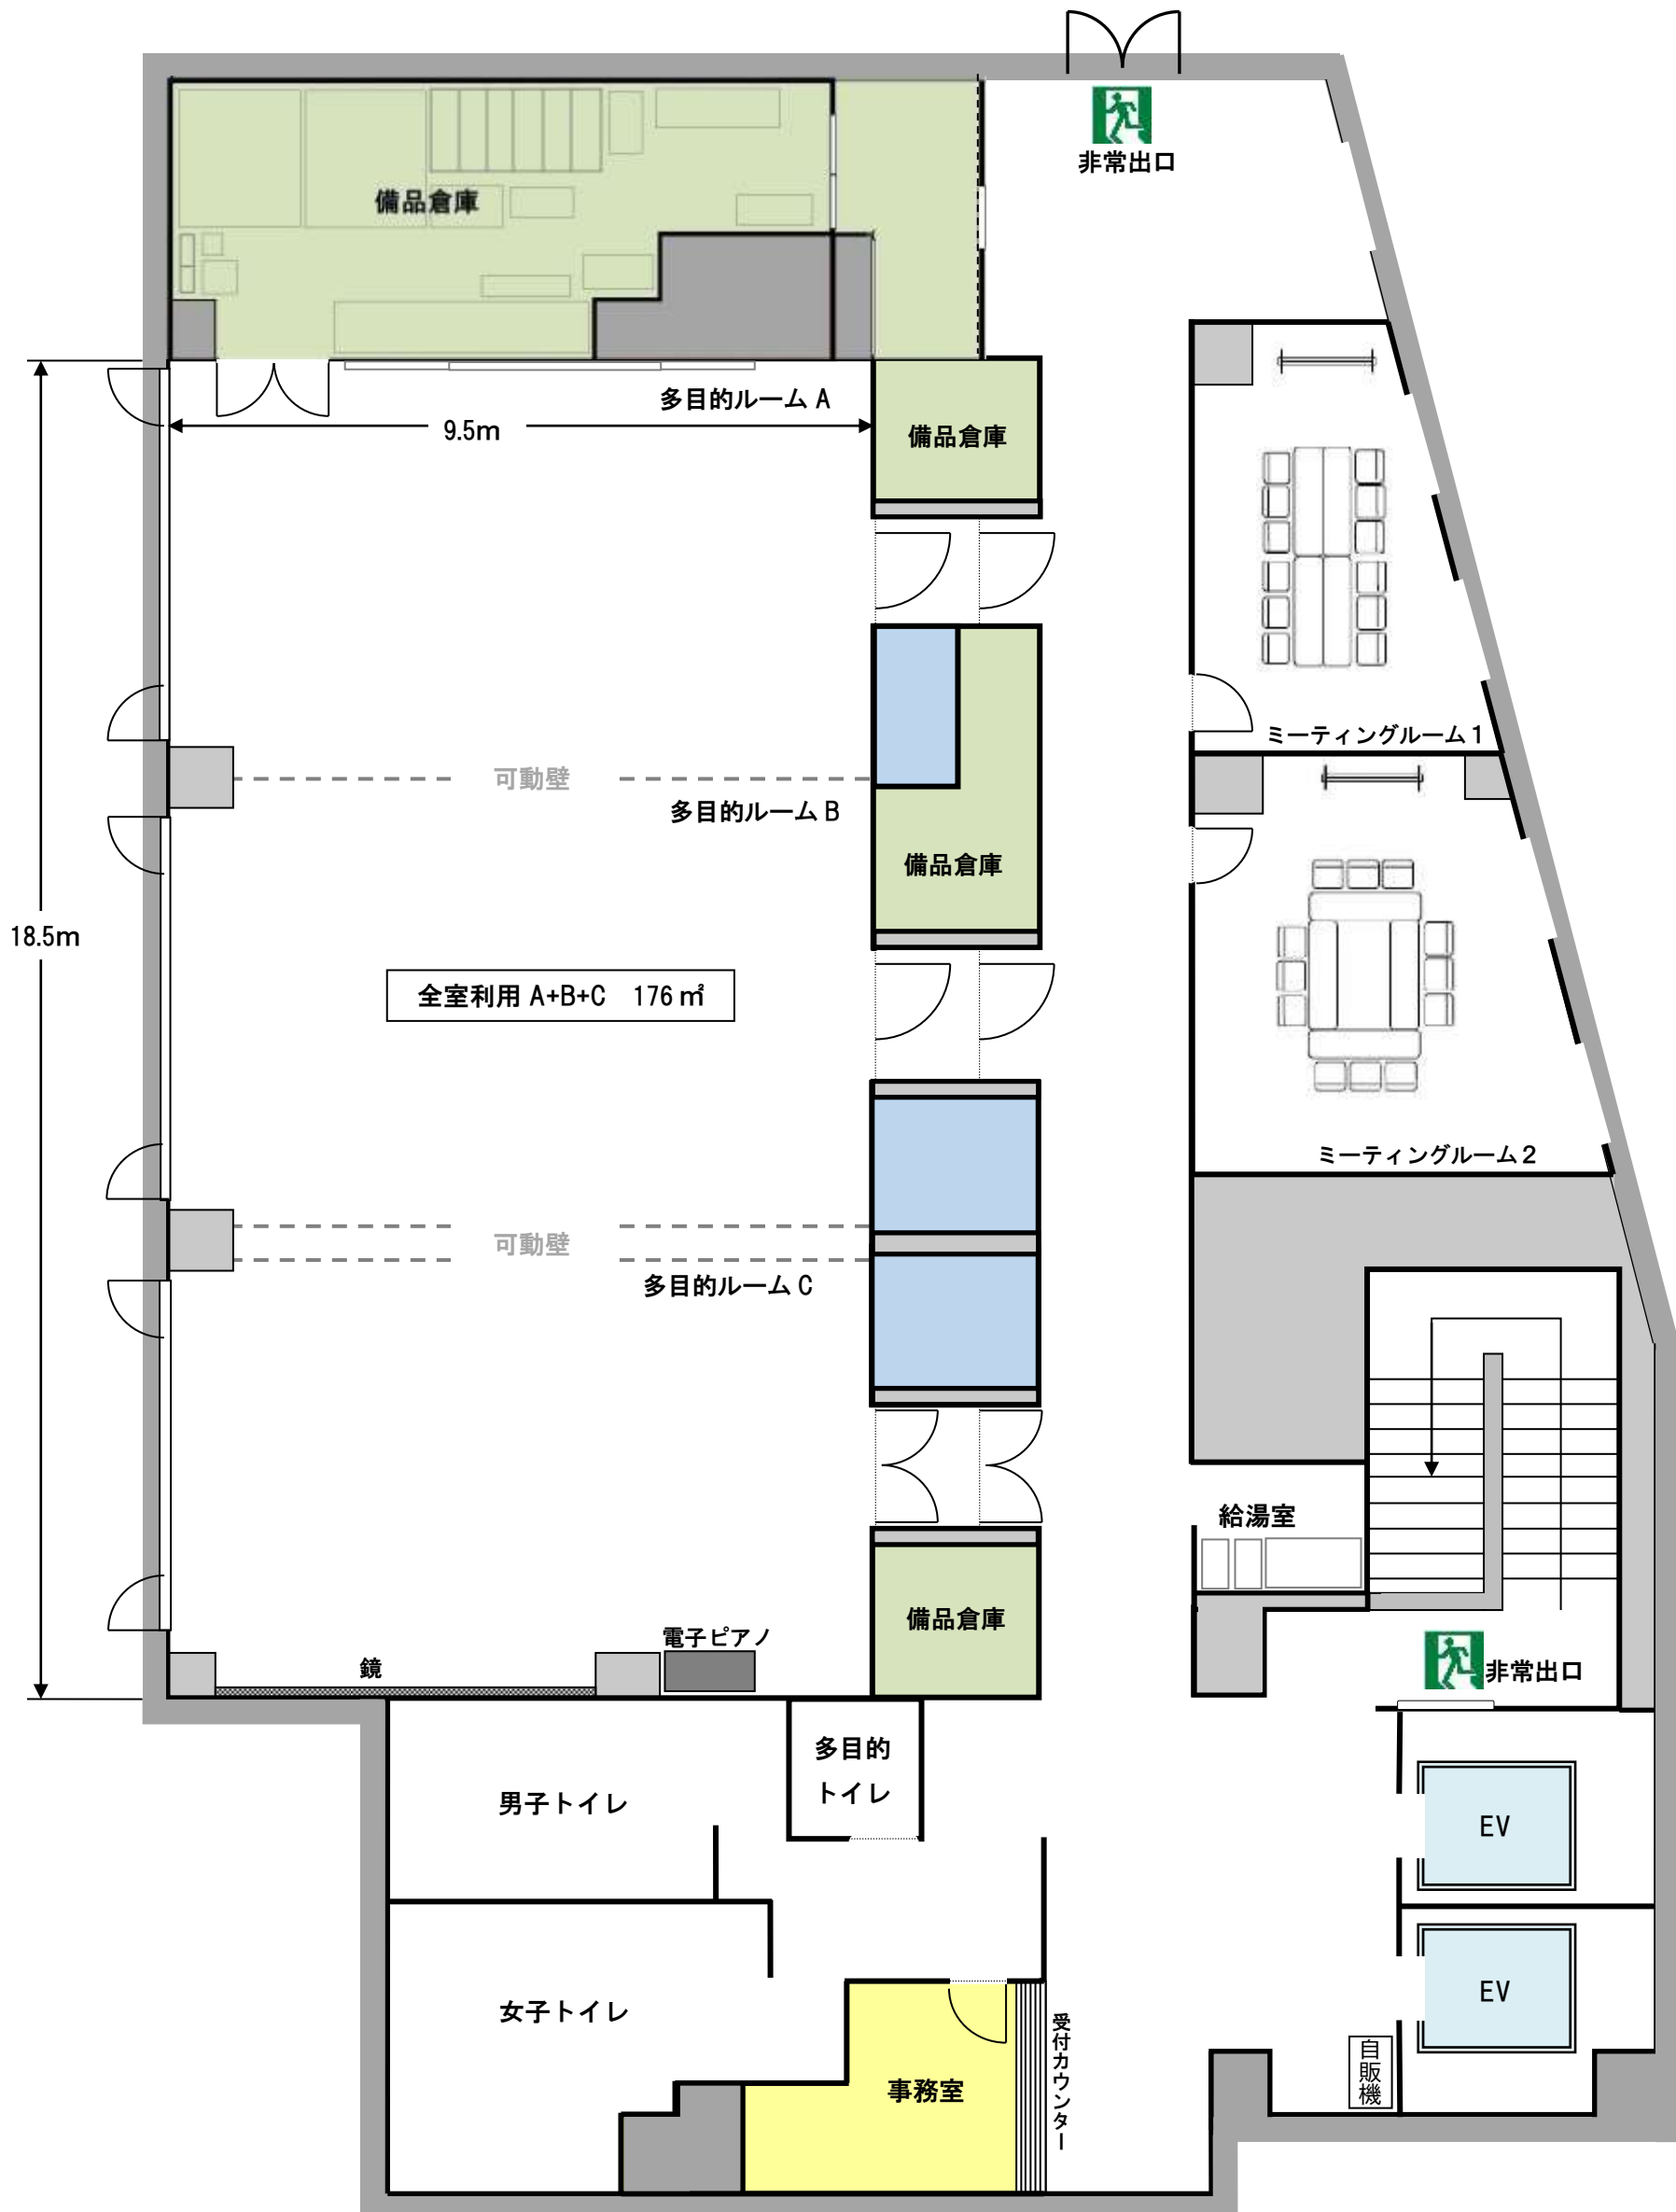 非常出口
備品倉庫
多目的ルーム A
9.5m
備品倉庫
ミーティングルーム1
可動壁
多目的ルーム B
備品倉庫
18.5m
全室利用 A+B+C 176 ㎡
ミーティングルーム2
可動壁
多目的ルーム C
給湯室
備品倉庫
電子ピアノ
鏡
非常出口
多目的
トイレ
男子トイレ
EV
女子トイレ
EV
受付カウンター
自販機
事務室